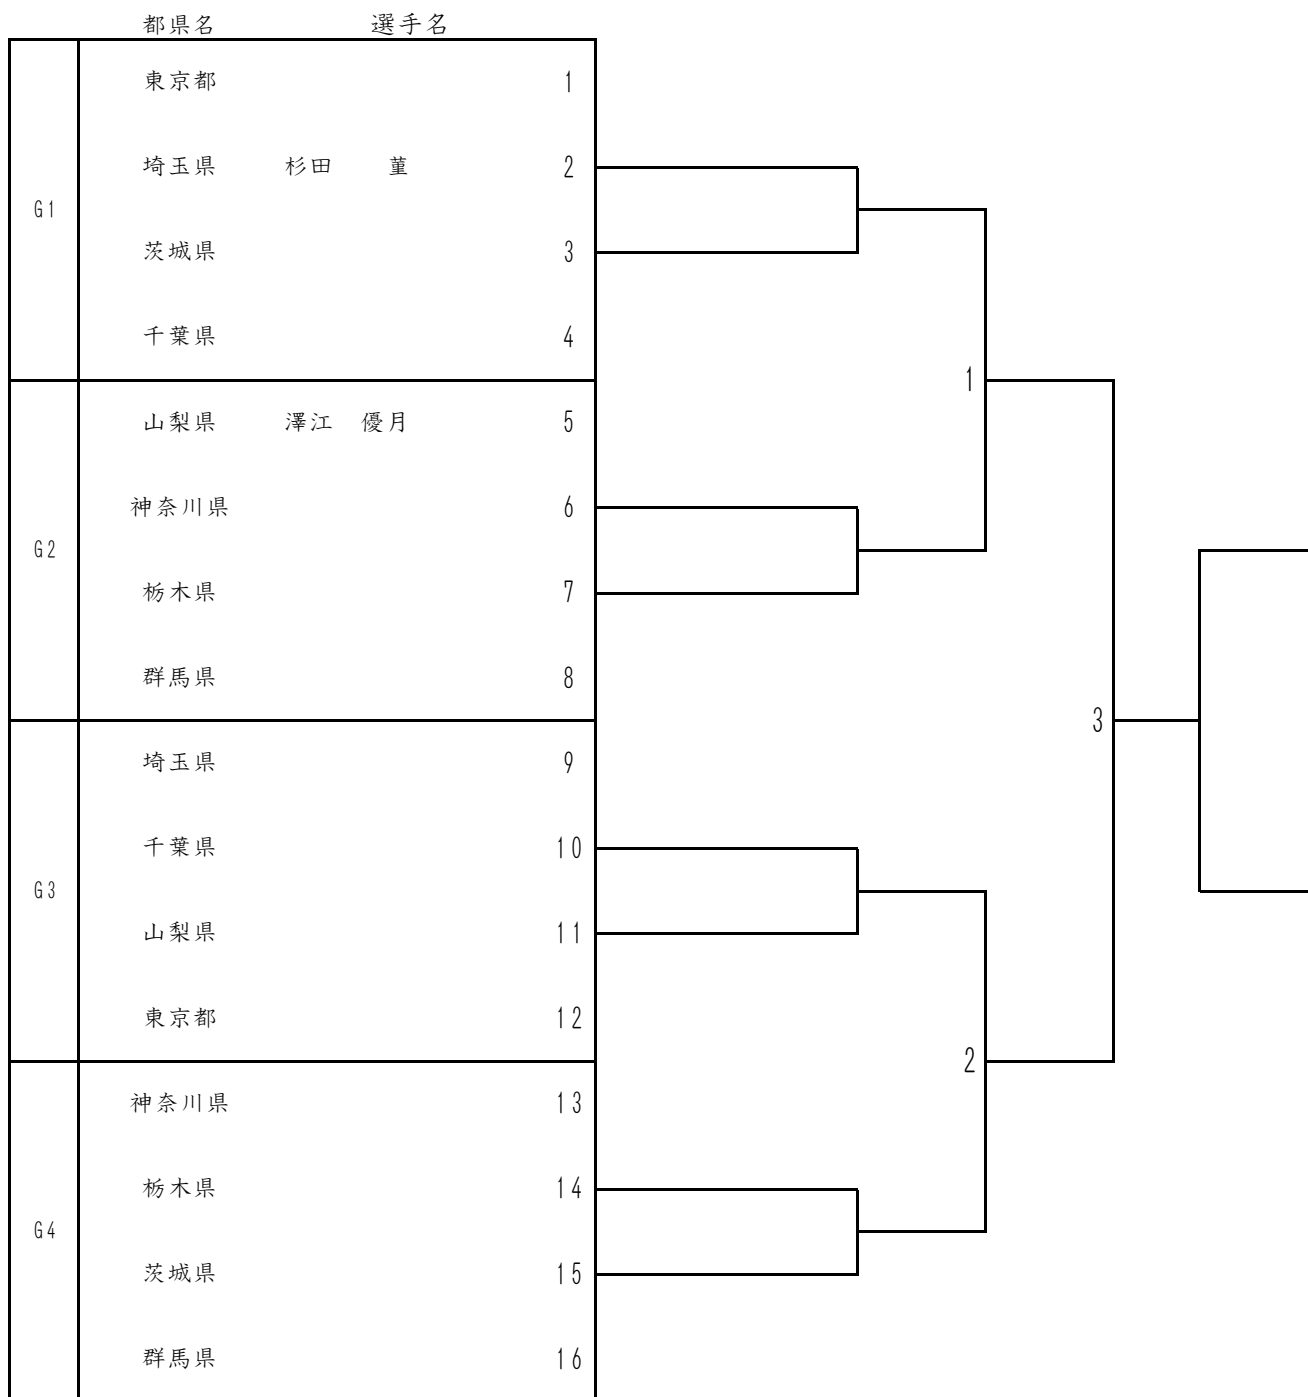 都県名 選手名
東京都 1
埼玉県 杉田 菫 2
G1
茨城県 3
千葉県 4
1
山梨県 澤江 優月 5
神奈川県 6
G2
栃木県 7
群馬県 8
3
埼玉県 9
千葉県 10
G3
山梨県 11
東京都 12
2
神奈川県 13
栃木県 14
G4
茨城県 15
群馬県 16